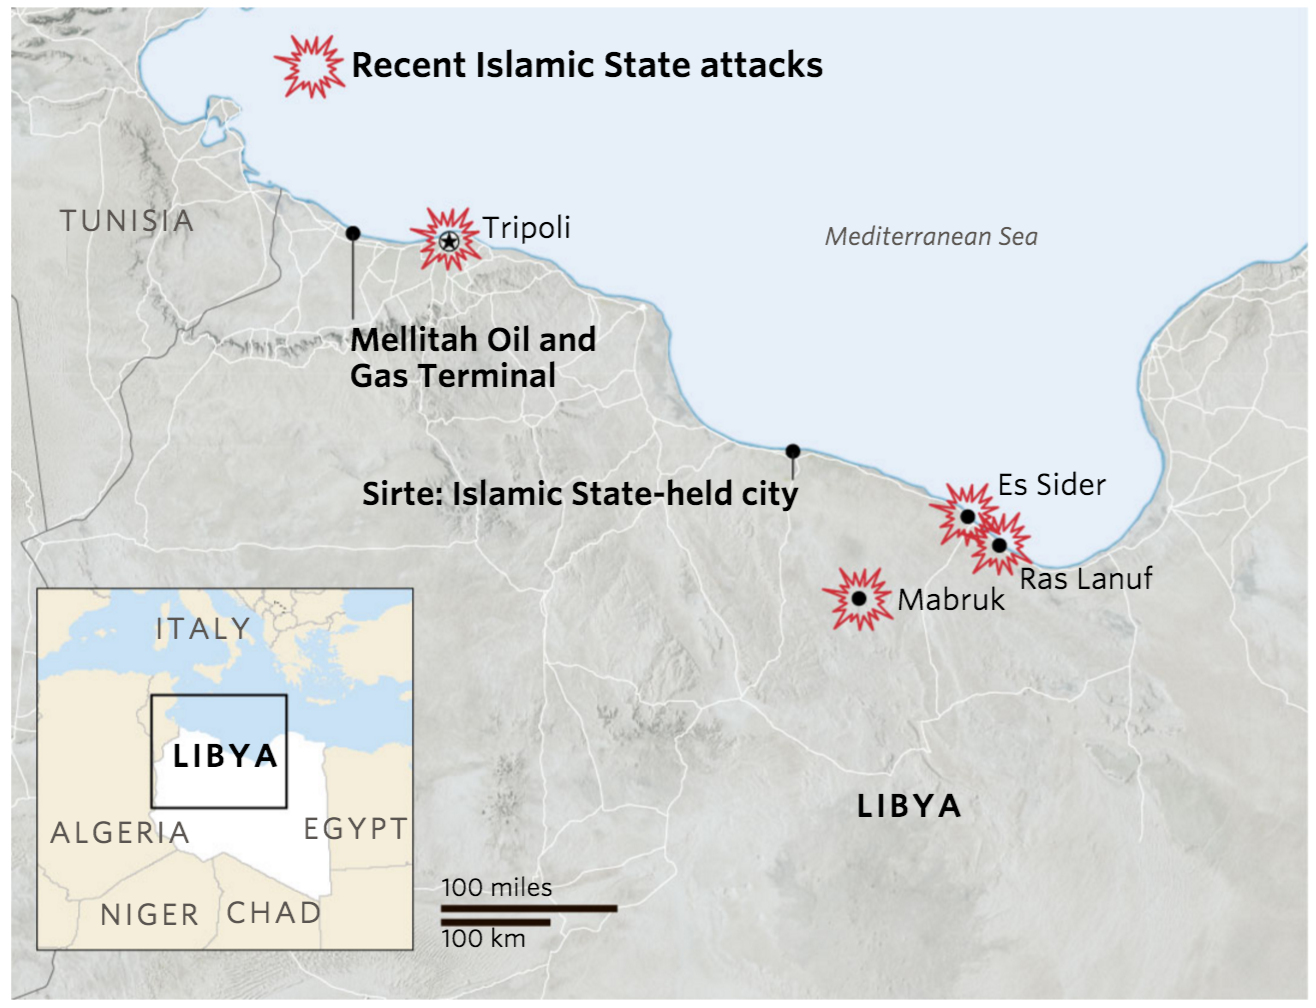 Recent Islamic State attacks
TUNISIA
Tripoli
Mediterranean Sea
Mellitah Oil and
Gas Terminal
Sirte: Islamic State-held city
Es Sider
Ras Lanuf
Mabruk
LIBYA
ITALY
LIBYA
ALGERIA
EGYPT
NIGER
CHAD
100 miles
100 km